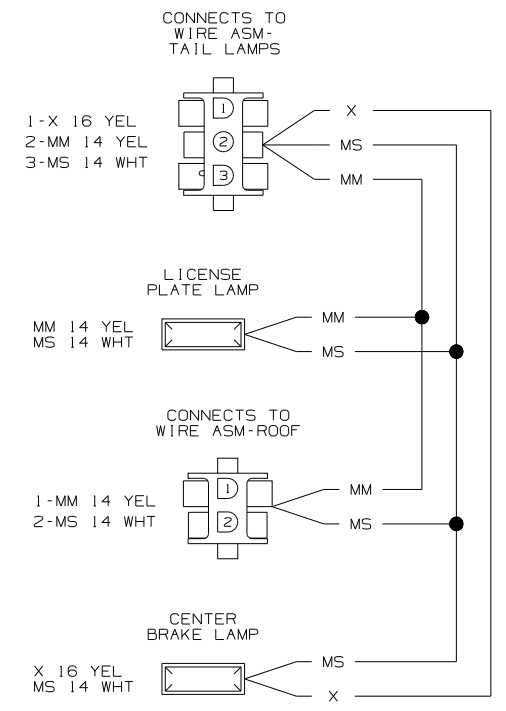 CONNECTS TO
WIRE ASM-
TAIL LAMPS
1-X 16 YEL
2-MM 14 YEL
3-MS 14 WHT
1
2
3
X
MS
MM
LICENSE
PLATE LAMP
MM 14 YEL
MS 14 WHT
MM
MS
CONNECTS TO
WIRE ASM-ROOF
1-MM 14 YEL
2-MS 14 WHT
1
2
MM
MS
CENTER
BRAKE LAMP
X 16 YEL
MS 14 WHT
MS
X